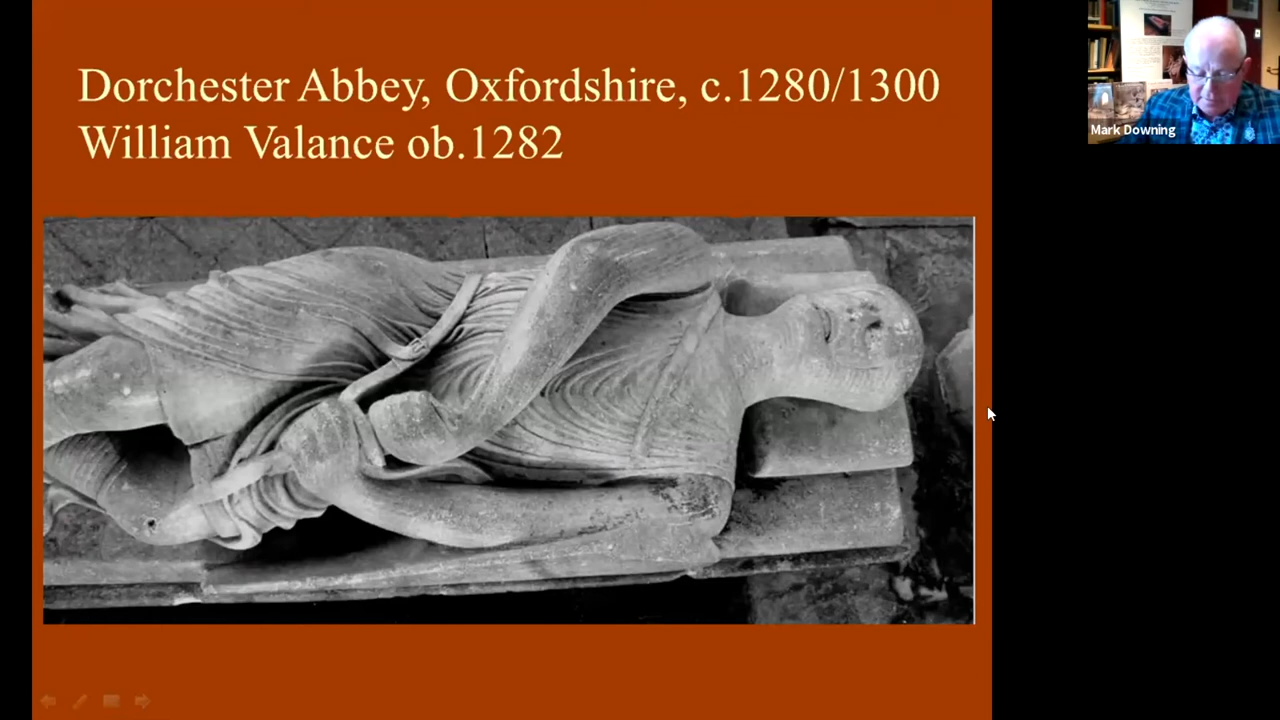 Dorchester Abbey, Oxfordshire, c.1280/1300
William Valance ob.1282
Mark Downing